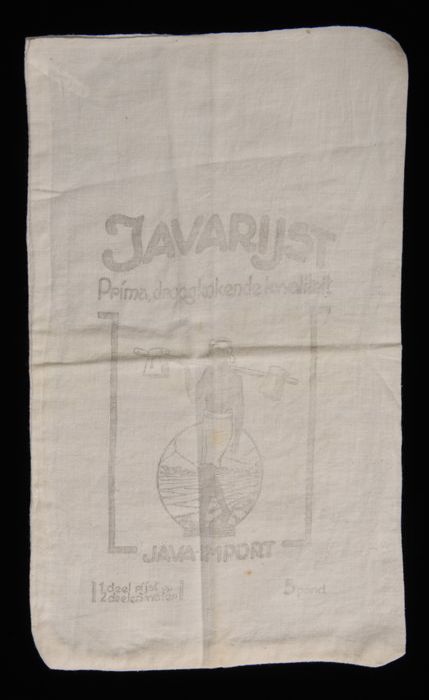 JAVARIJST
Prima, droogkokende kwaliteit
JAVA-IMPORT
1 deel rijst op
2 deelen water
5 pond